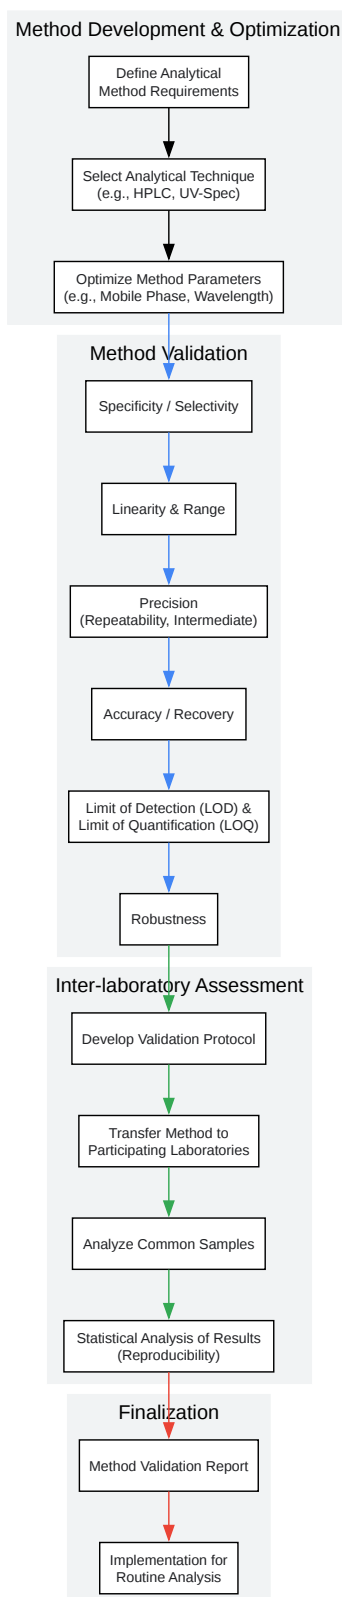 Method Development & Optimization
Define Analytical
Method Requirements
Select Analytical Technique
(e.g., HPLC, UV-Spec)
Optimize Method Parameters
(e.g., Mobile Phase, Wavelength)
Method Validation
Specificity / Selectivity
Linearity & Range
Precision
(Repeatability, Intermediate)
Accuracy / Recovery
Limit of Detection (LOD) &
Limit of Quantification (LOQ)
Robustness
Inter-laboratory Assessment
Develop Validation Protocol
Transfer Method to
Participating Laboratories
Analyze Common Samples
Statistical Analysis of Results
(Reproducibility)
Finalization
Method Validation Report
Implementation for
Routine Analysis